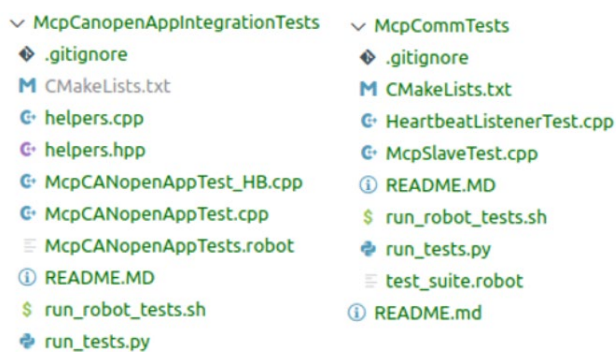 McpCanopenAppIntegrationTests
.gitignore
CMakeLists.txt
helpers.cpp
helpers.hpp
McpCANopenAppTest_HB.cpp
McpCANopenAppTest.cpp
McpCANopenAppTests.robot
README.MD
run_robot_tests.sh
run_tests.py
McpCommTests
.gitignore
CMakeLists.txt
HeartbeatListenerTest.cpp
McpSlaveTest.cpp
README.MD
run_robot_tests.sh
run_tests.py
test_suite.robot
README.md